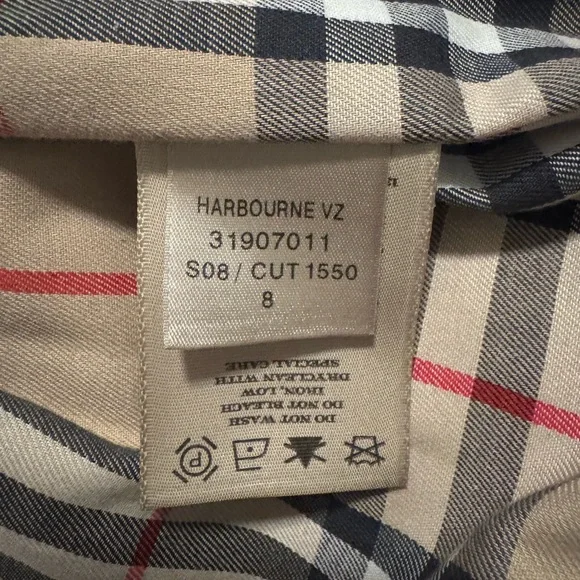 HARBOURNE VZ
31907011
S08 / CUT 1550
8
DO NOT WASH
DO NOT BLEACH
IRON, LOW
DRYCLEAN WITH
SPECIAL CARE
P